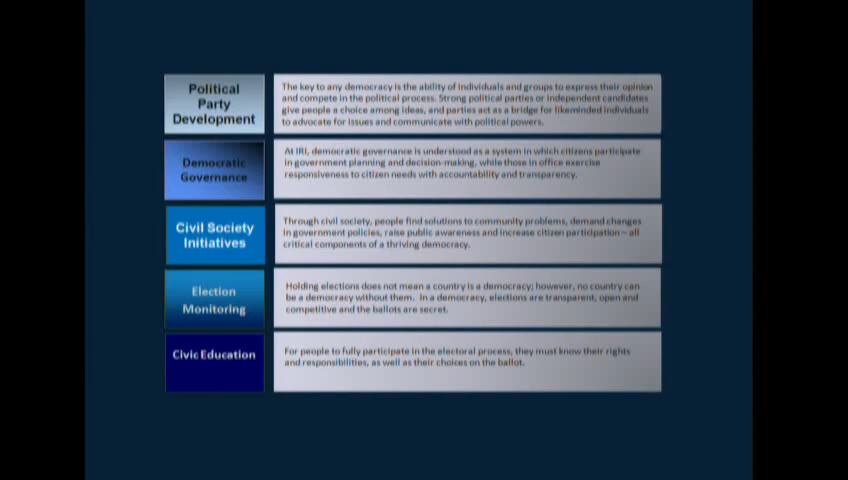 Political
Party
Development
The key to any democracy is the ability of individuals and groups to express their opinion
and compete in the political process. Strong political parties or independent candidates
give people a choice among ideas, and parties act as a bridge for likeminded individuals
to advocate for issues and communicate with political powers.
Democratic
Governance
At IRI, democratic governance is understood as a system in which citizens participate
in government planning and decision-making, while those in office exercise
responsiveness to citizen needs with accountability and transparency.
Civil Society
Initiatives
Through civil society, people find solutions to community problems, demand changes
in government policies, raise public awareness and increase citizen participation – all
critical components of a thriving democracy.
Election
Monitoring
Holding elections does not mean a country is a democracy; however, no country can
be a democracy without them. In a democracy, elections are transparent, open and
competitive and the ballots are secret.
Civic Education
For people to fully participate in the electoral process, they must know their rights
and responsibilities, as well as their choices on the ballot.